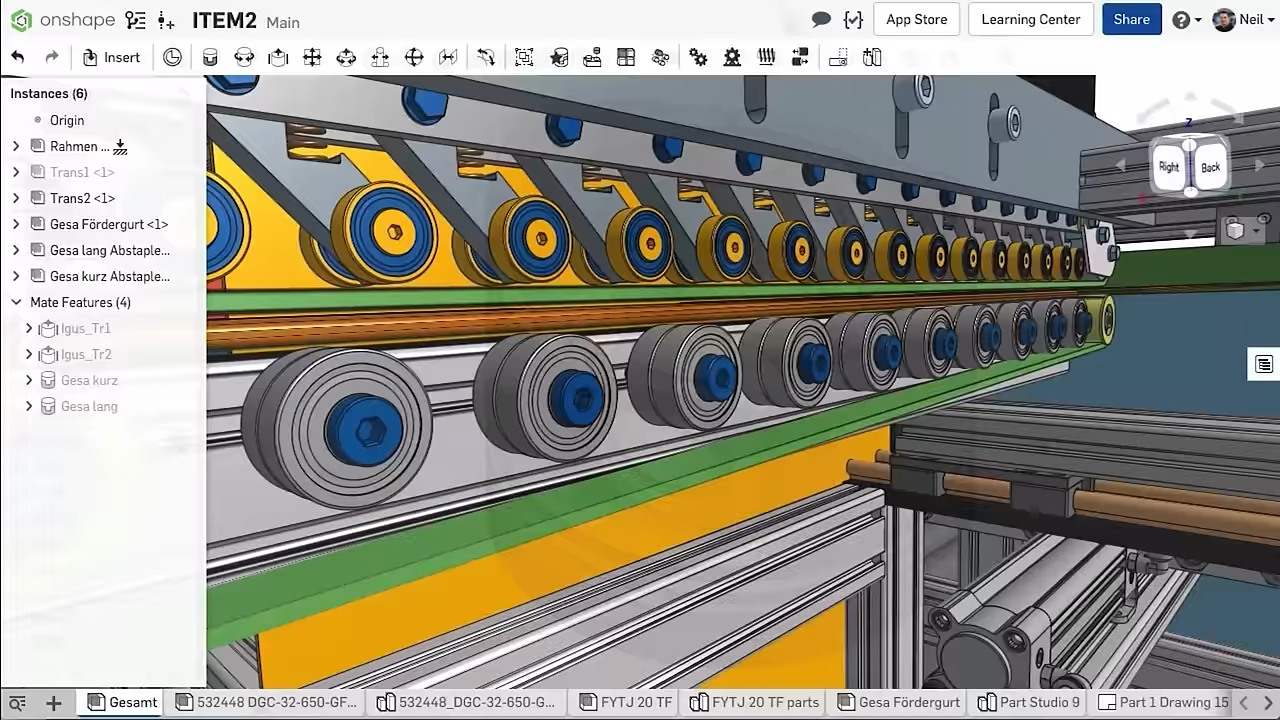 onshape ITEM2 Main App Store Learning Center Share Neil
Insert
Instances (6)
Origin
Rahmen ...
Trans1 <1>
Trans2 <1>
Gesa Fördergurt <1>
Gesa lang Abstaple...
Gesa kurz Abstaple...
Mate Features (4)
Igus_Tr1
Igus_Tr2
Gesa kurz
Gesa lang
Z
Right Back
Gesamt 532448 DGC-32-650-GF... 532448_DGC-32-650-G... FYTJ 20 TF FYTJ 20 TF parts Gesa Fördergurt Part Studio 9 Part 1 Drawing 15